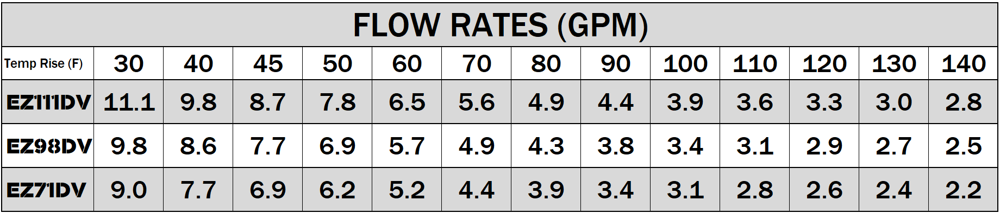 FLOW RATES (GPM)
Temp Rise (F) 30 40 45 50 60 70 80 90 100 110 120 130 140
EZ111DV 11.1 9.8 8.7 7.8 6.5 5.6 4.9 4.4 3.9 3.6 3.3 3.0 2.8
EZ98DV 9.8 8.6 7.7 6.9 5.7 4.9 4.3 3.8 3.4 3.1 2.9 2.7 2.5
EZ71DV 9.0 7.7 6.9 6.2 5.2 4.4 3.9 3.4 3.1 2.8 2.6 2.4 2.2